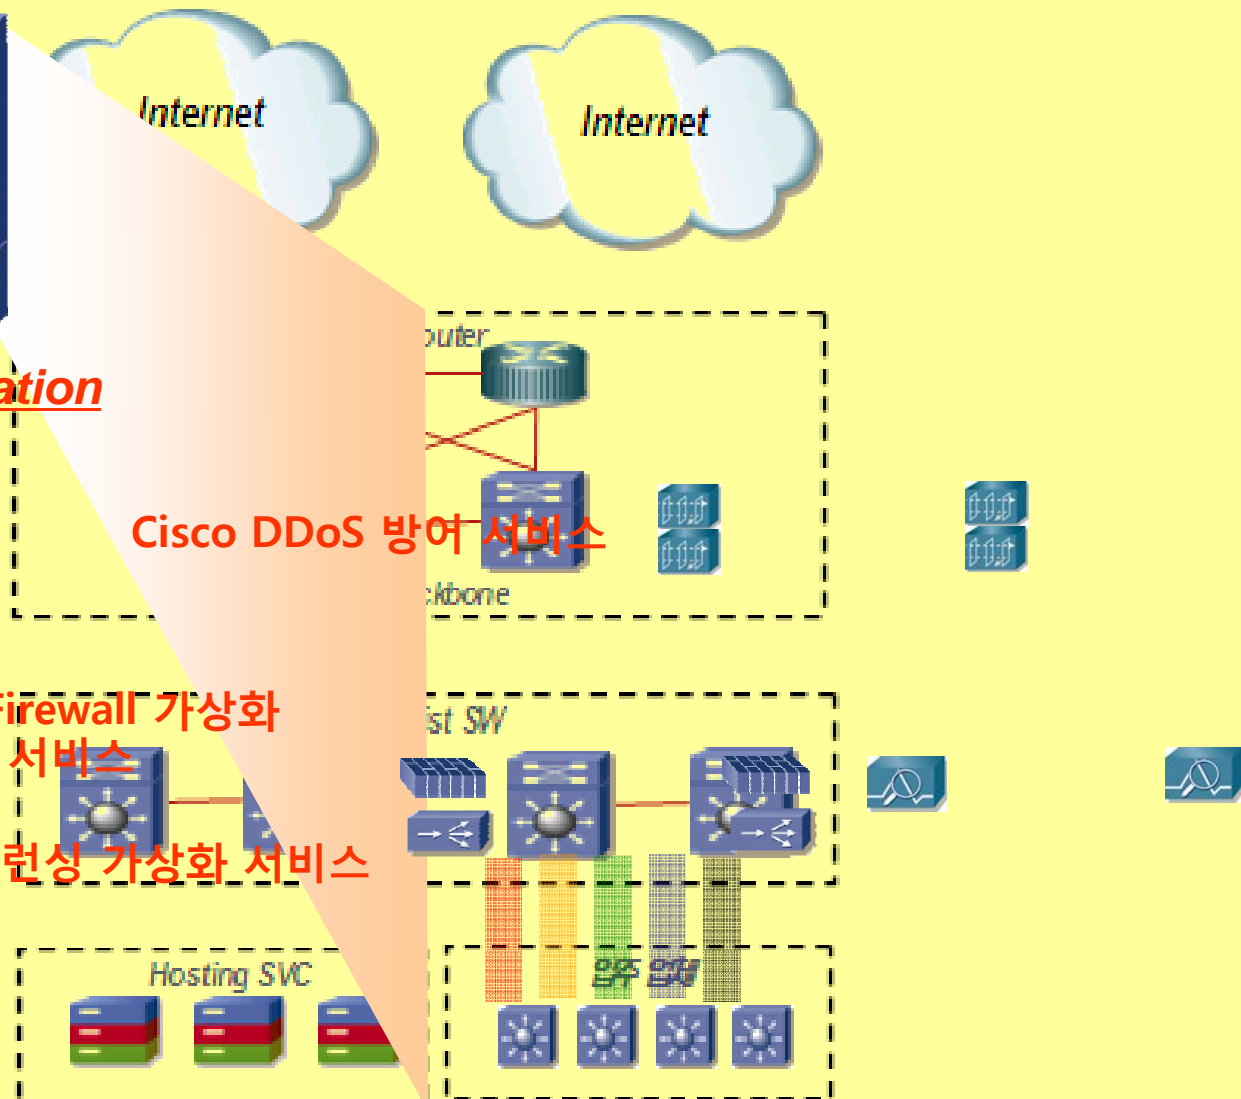 Internet
Internet
outer
ation
Cisco DDoS 방어 서비스
ckbone
Firewall 가상화
서비스
ist SW
런싱 가상화 서비스
Hosting SVC